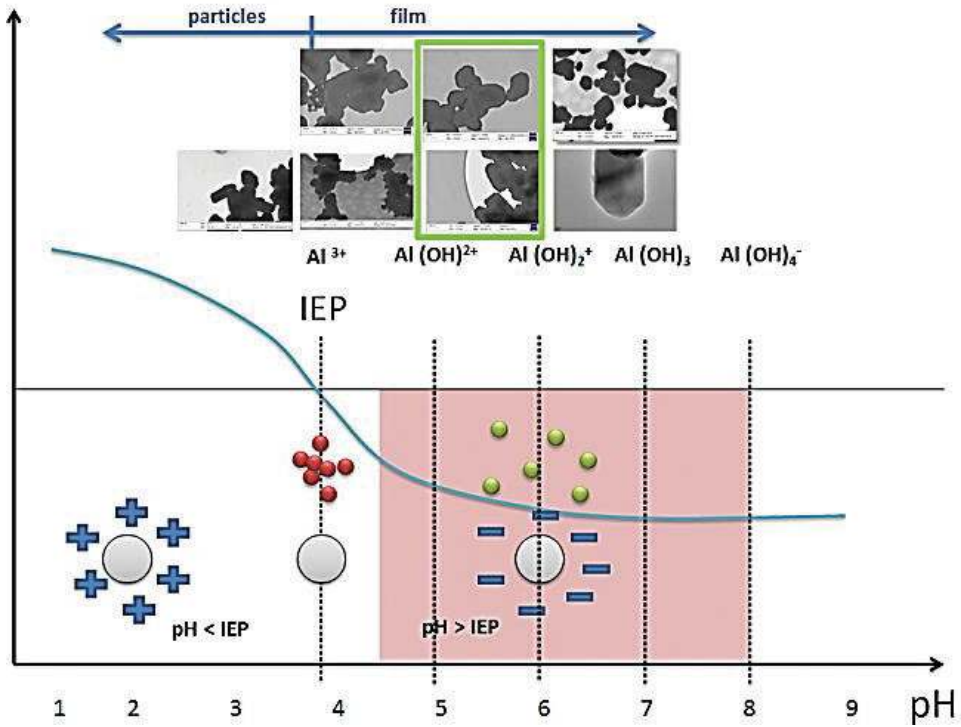 particles film
Al ³⁺ Al (OH)²⁺ Al (OH)₂⁺ Al (OH)₃ Al (OH)₄⁻
IEP
pH < IEP
pH > IEP
1 2 3 4 5 6 7 8 9 pH